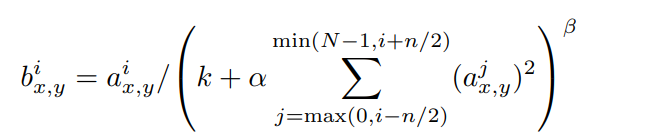 b^i_{x,y} = a^i_{x,y} / \left( k + \alpha \sum_{j=\max(0,i-n/2)}^{\min(N-1,i+n/2)} (a^j_{x,y})^2 \right)^\beta